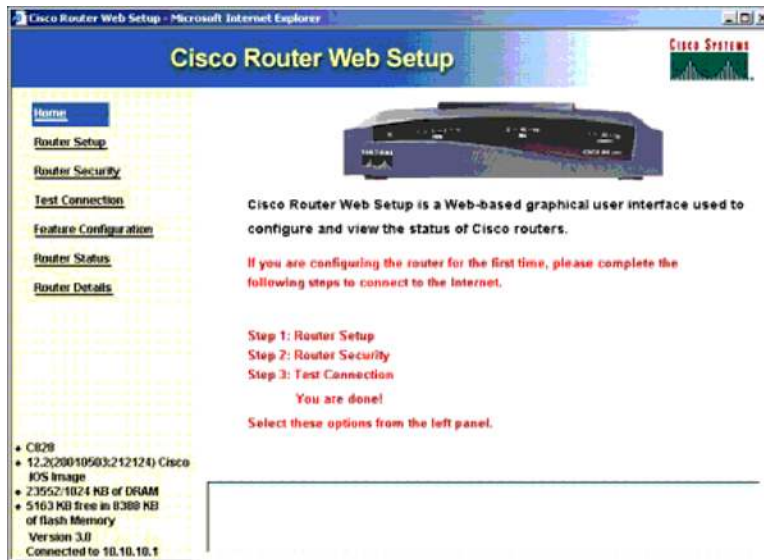 Cisco Router Web Setup - Microsoft Internet Explorer
Cisco Router Web Setup
CISCO SYSTEMS
Home
Router Setup
Router Security
Test Connection
Feature Configuration
Router Status
Router Details
Cisco Router Web Setup is a Web-based graphical user interface used to
configure and view the status of Cisco routers.
If you are configuring the router for the first time, please complete the
following steps to connect to the Internet.
Step 1: Router Setup
Step 2: Router Security
Step 3: Test Connection
You are done!
Select these options from the left panel.
C828
12.2(20010503:212124) Cisco
IOS Image
23552/1024 KB of DRAM
5163 KB free in 8388 KB
of flash Memory
Version 3.0
Connected to 10.10.10.1